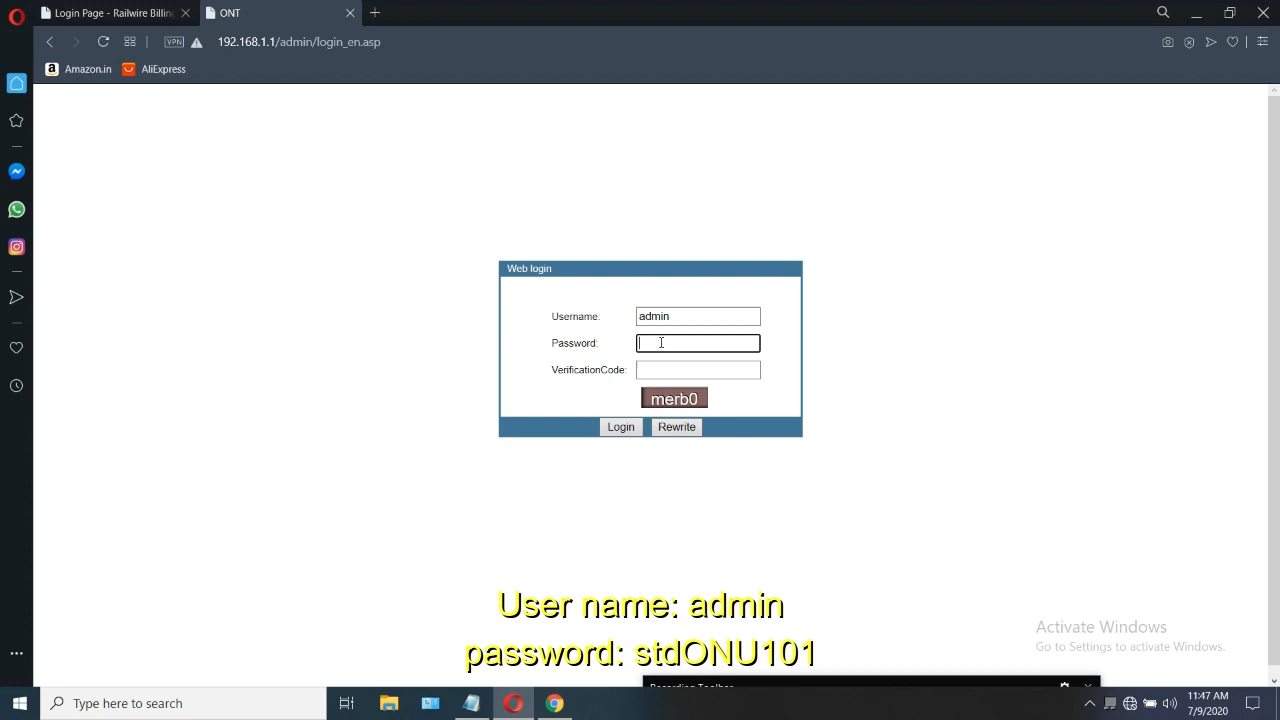 Login Page - Railwire Billing
ONT
VPN
192.168.1.1/admin/login_en.asp
Amazon.in
AliExpress
Web login
Username:
admin
Password:
VerificationCode:
merb0
Login
Rewrite
User name: admin
password: stdONU101
Activate Windows
Go to Settings to activate Windows.
Recording Toolbar
Type here to search
11:47 AM
7/9/2020